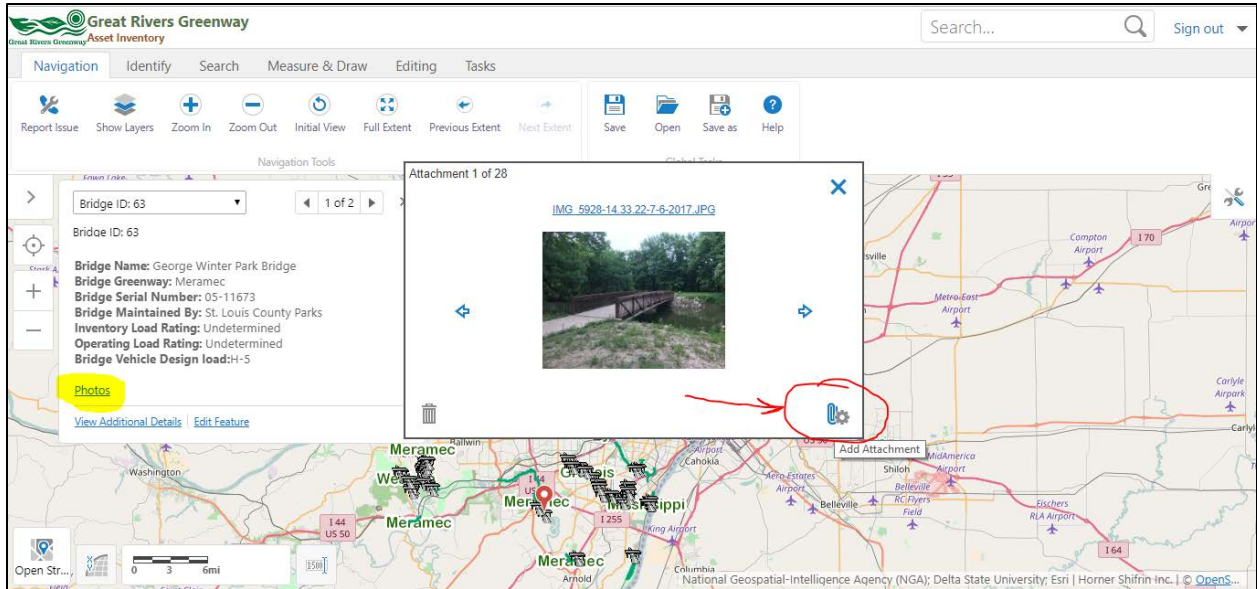 Great Rivers Greenway
Asset Inventory
Great Rivers Greenway
Search...
Sign out
Navigation Identify Search Measure & Draw Editing Tasks
Report Issue Show Layers Zoom In Zoom Out Initial View Full Extent Previous Extent Next Extent Save Open Save as Help
Navigation Tools
Attachment 1 of 28
IMG_5928-14.33.22-7-6-2017.JPG
Add Attachment
Bridge ID: 63
1 of 2
Bridge ID: 63
Bridge Name: George Winter Park Bridge
Bridge Greenway: Meramec
Bridge Serial Number: 05-11673
Bridge Maintained By: St. Louis County Parks
Inventory Load Rating: Undetermined
Operating Load Rating: Undetermined
Bridge Vehicle Design load:H-5
Photos
View Additional Details Edit Feature
Compton
Airport
I 70
Metro-East
Airport
Carlyle
Airpark
Ballwin
Meramec
Washington
Cahokia
MidAmerica
Airport
Shiloh
Aero Estates
Airport
Belleville
Belleville
RC Flyers
Field
Fischers
RLA Airport
Meramec
I 44
US 50
I 255
King Airport
I 64
Meramec
Arnold
Columbia
Open Str...
0 3 6mi
1500
National Geospatial-Intelligence Agency (NGA); Delta State University; Esri | Horner Shifrin Inc. | © OpenS...